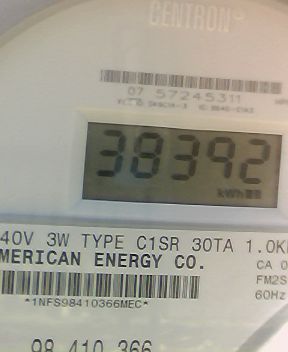 CENTRON®
07 57245311
38392
kWh
40V 3W TYPE C1SR 30TA 1.0K
MERICAN ENERGY CO.
CA 0
FM2S
*1NFS98410366MEC*
60Hz
98 410 366